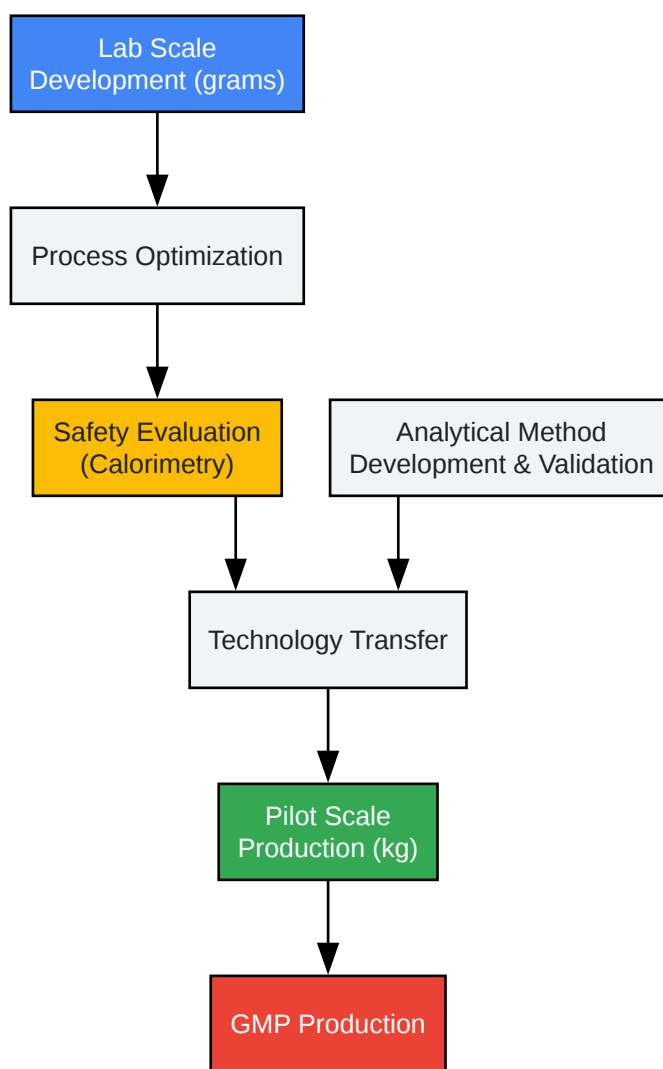 Lab Scale
Development (grams)
Process Optimization
Safety Evaluation
(Calorimetry)
Analytical Method
Development & Validation
Technology Transfer
Pilot Scale
Production (kg)
GMP Production